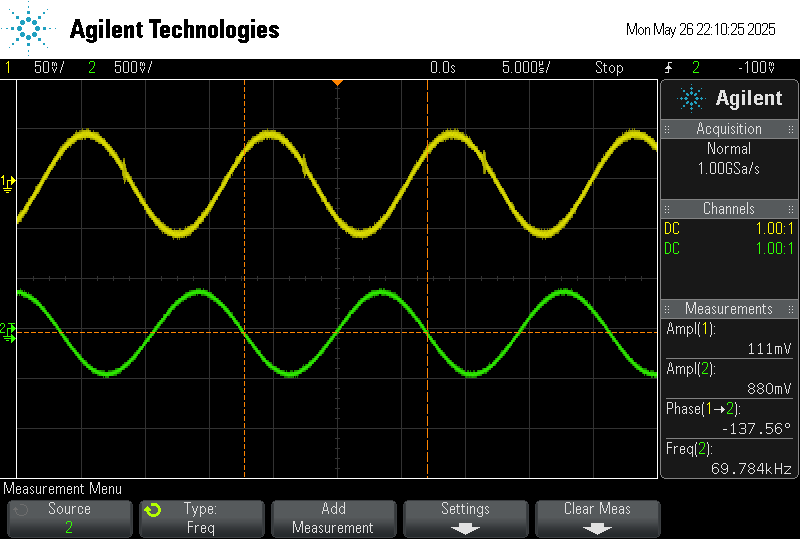 Agilent Technologies
Mon May 26 22:10:25 2025
1 50mV/ 2 500mV/ 0.0s 5.000us/ Stop 2 -100mV
Agilent
Acquisition
Normal
1.00GSa/s
Channels
DC 1.00:1
DC 1.00:1
Measurements
Ampl(1):
111mV
Ampl(2):
880mV
Phase(1→2):
-137.56°
Freq(2):
69.784kHz
1
2
Measurement Menu
Source
2
Type:
Freq
Add
Measurement
Settings
Clear Meas